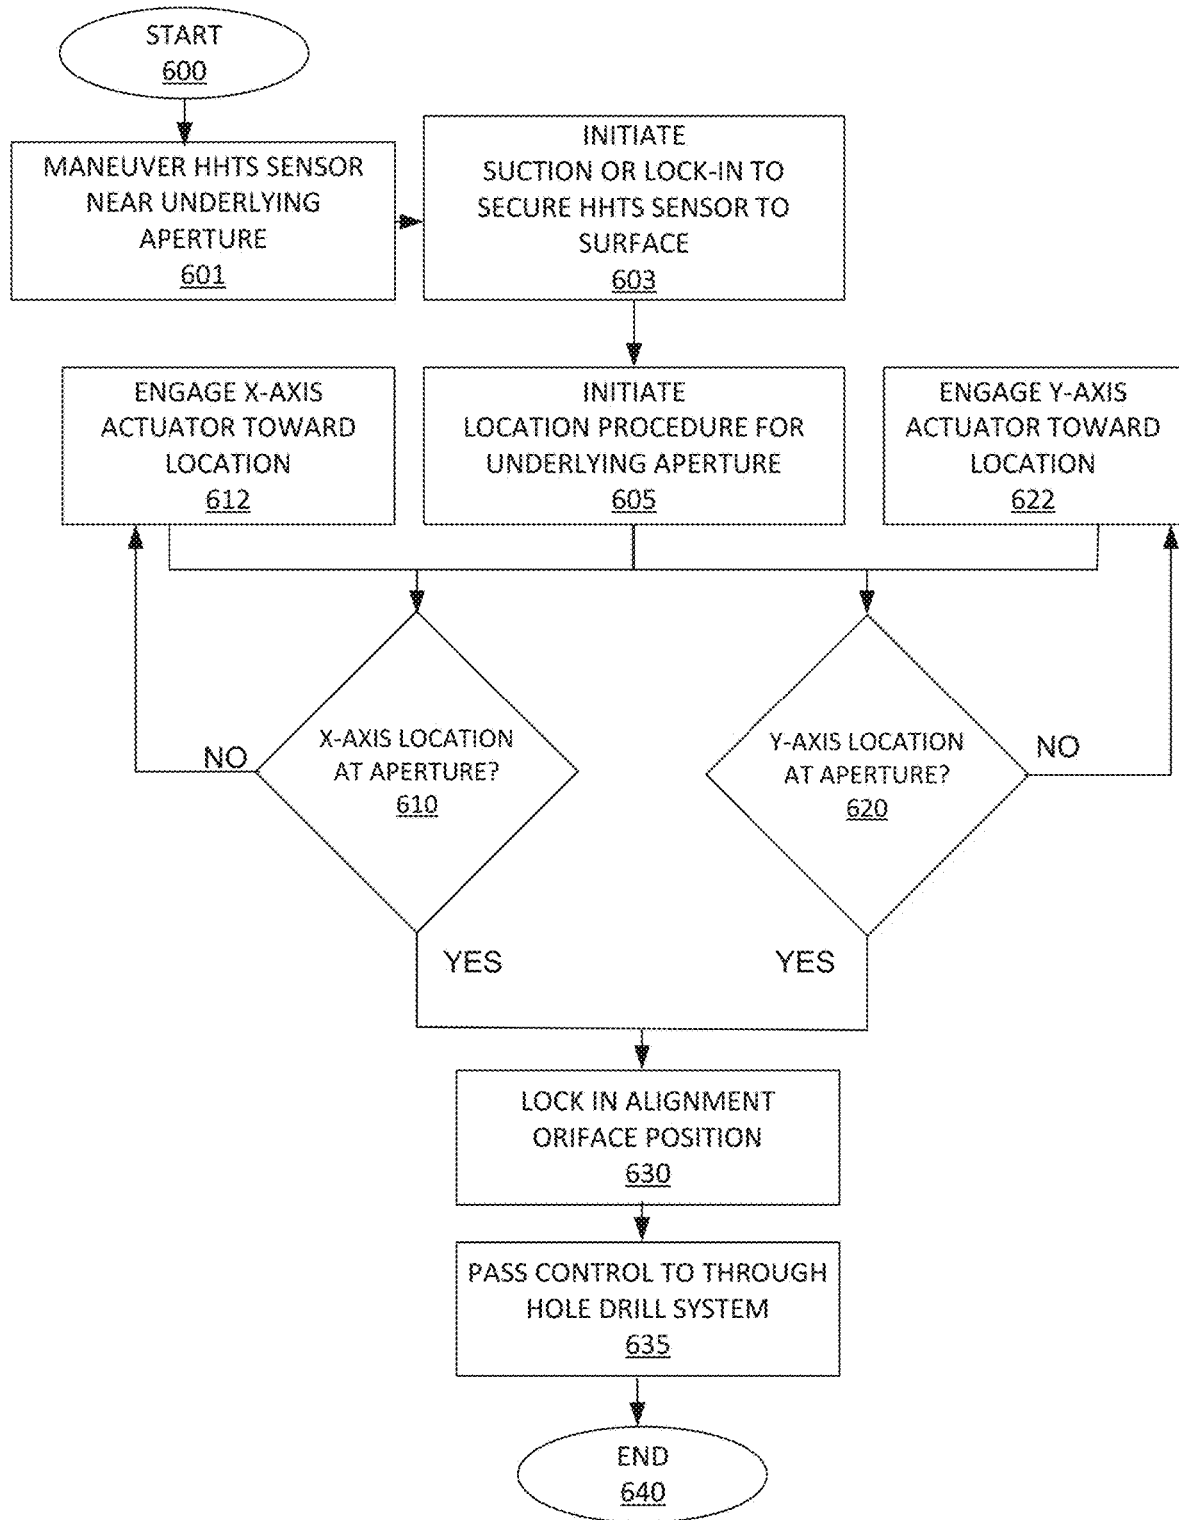 START
600
MANEUVER HHTS SENSOR
NEAR UNDERLYING
APERTURE
601
INITIATE
SUCTION OR LOCK-IN TO
SECURE HHTS SENSOR TO
SURFACE
603
ENGAGE X-AXIS
ACTUATOR TOWARD
LOCATION
612
INITIATE
LOCATION PROCEDURE FOR
UNDERLYING APERTURE
605
ENGAGE Y-AXIS
ACTUATOR TOWARD
LOCATION
622
NO
X-AXIS LOCATION
AT APERTURE?
610
Y-AXIS LOCATION
AT APERTURE?
620
NO
YES
YES
LOCK IN ALIGNMENT
ORIFACE POSITION
630
PASS CONTROL TO THROUGH
HOLE DRILL SYSTEM
635
END
640